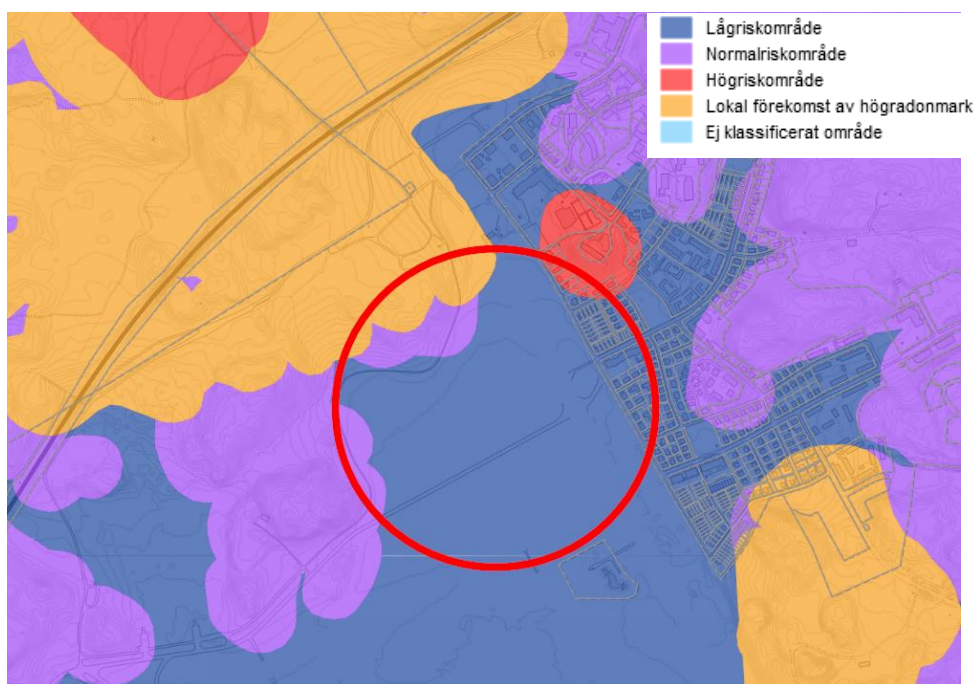 Lågriskområde
Normalriskområde
Högriskområde
Lokal förekomst av högradonmark
Ej klassificerat område